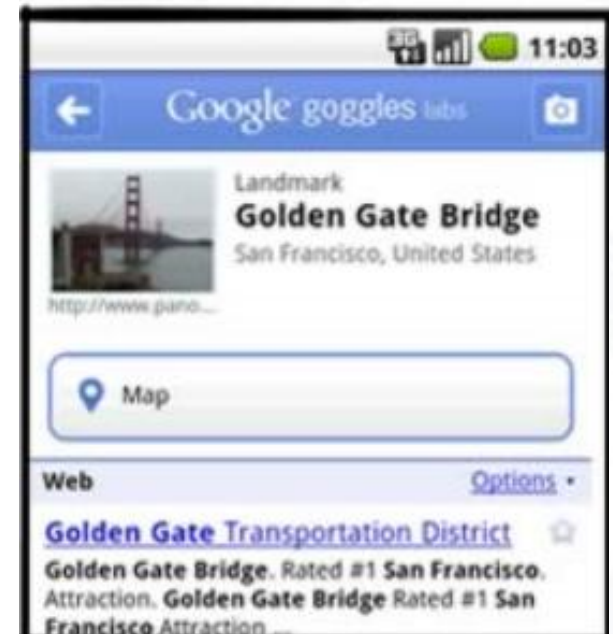 3G 11:03
Google goggles labs
Landmark
Golden Gate Bridge
San Francisco, United States
http://www.pano...
Map
Web Options
Golden Gate Transportation District
Golden Gate Bridge. Rated #1 San Francisco.
Attraction. Golden Gate Bridge Rated #1 San
Francisco Attraction ...